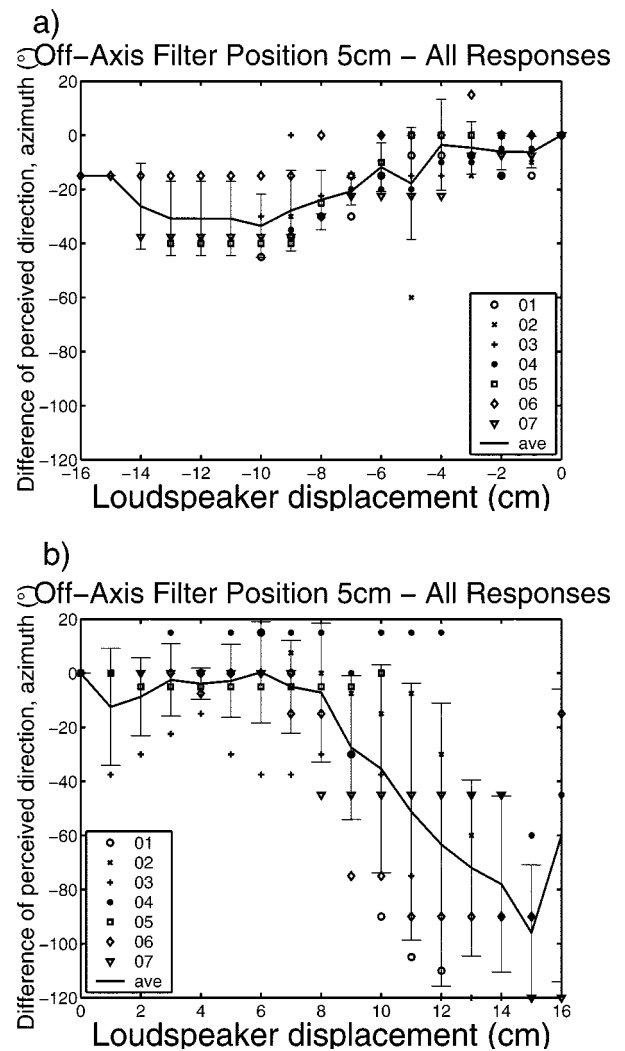 a)
Off−Axis Filter Position 5cm − All Responses
Difference of perceived direction, azimuth (°)
20
0
−20
−40
−60
−80
−100
−120
01
02
03
04
05
06
07
ave
−16 −14 −12 −10 −8 −6 −4 −2 0
Loudspeaker displacement (cm)
b)
Off−Axis Filter Position 5cm − All Responses
Difference of perceived direction, azimuth (°)
20
0
−20
−40
−60
−80
−100
−120
01
02
03
04
05
06
07
ave
0 2 4 6 8 10 12 14 16
Loudspeaker displacement (cm)